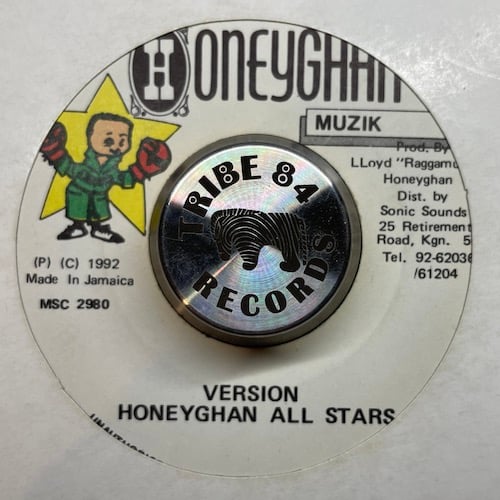 HONEYGHAN
MUZIK
Prod. By
LLoyd "Raggamu
Honeyghan
Dist. by
Sonic Sounds
25 Retirement
Road, Kgn. 5
Tel. 92-62036
/61204
(P) (C) 1992
Made In Jamaica
MSC 2980
TRIBE 84
RECORDS
VERSION
HONEYGHAN ALL STARS